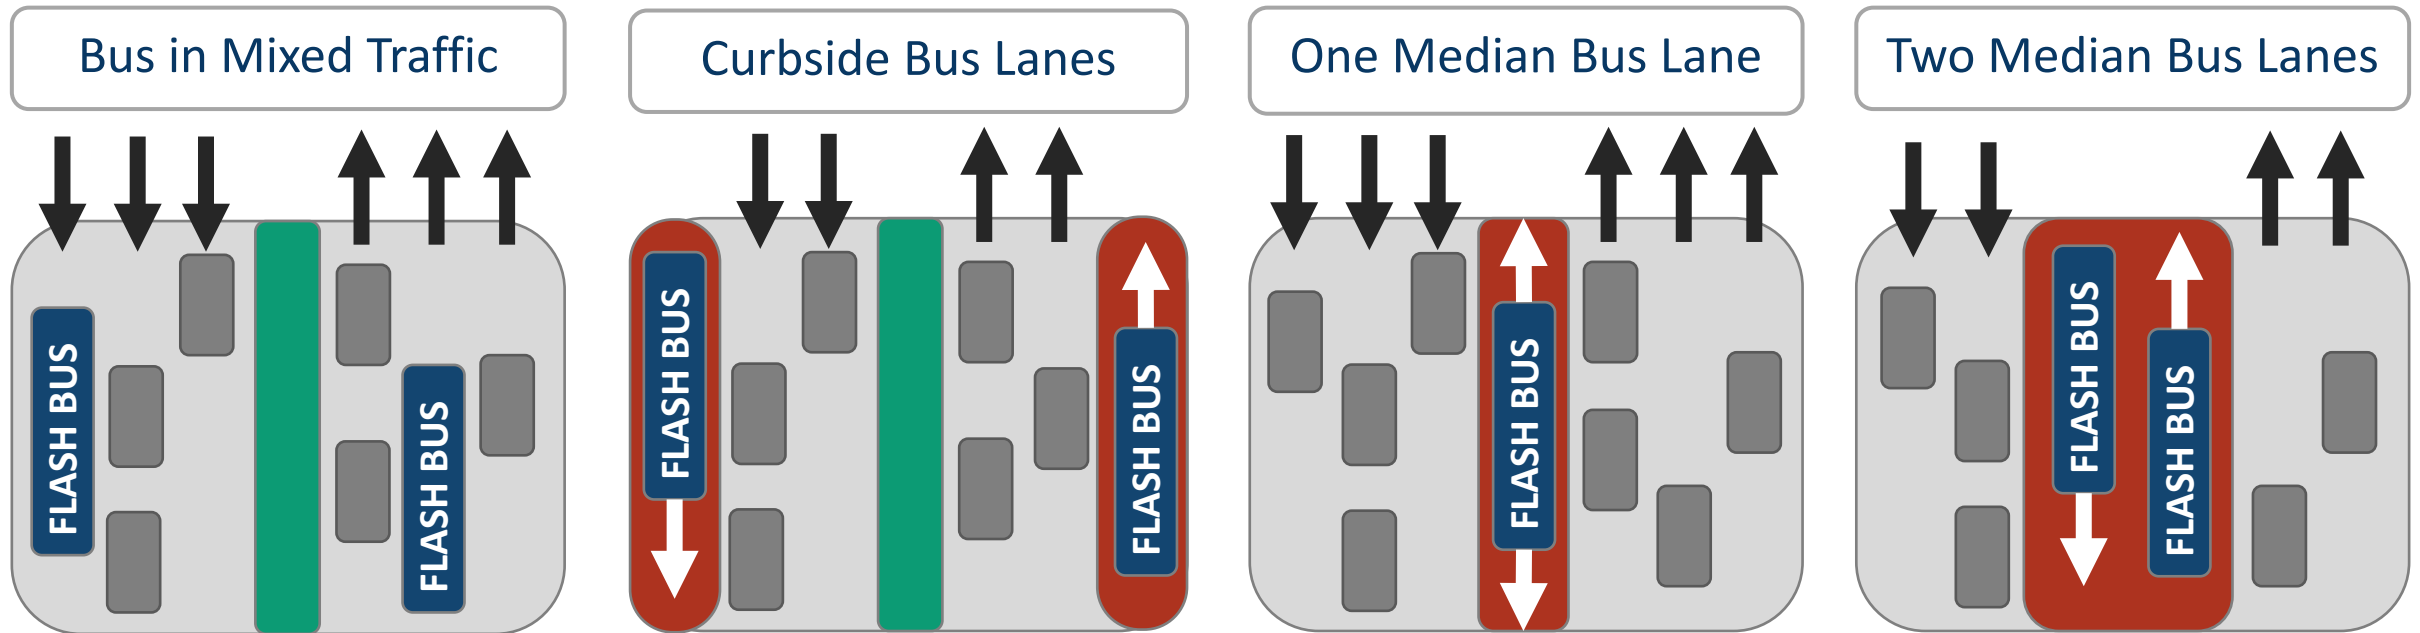 Bus in Mixed Traffic
Curbside Bus Lanes
One Median Bus Lane
Two Median Bus Lanes
FLASH BUS
FLASH BUS
FLASH BUS
FLASH BUS
FLASH BUS
FLASH BUS
FLASH BUS